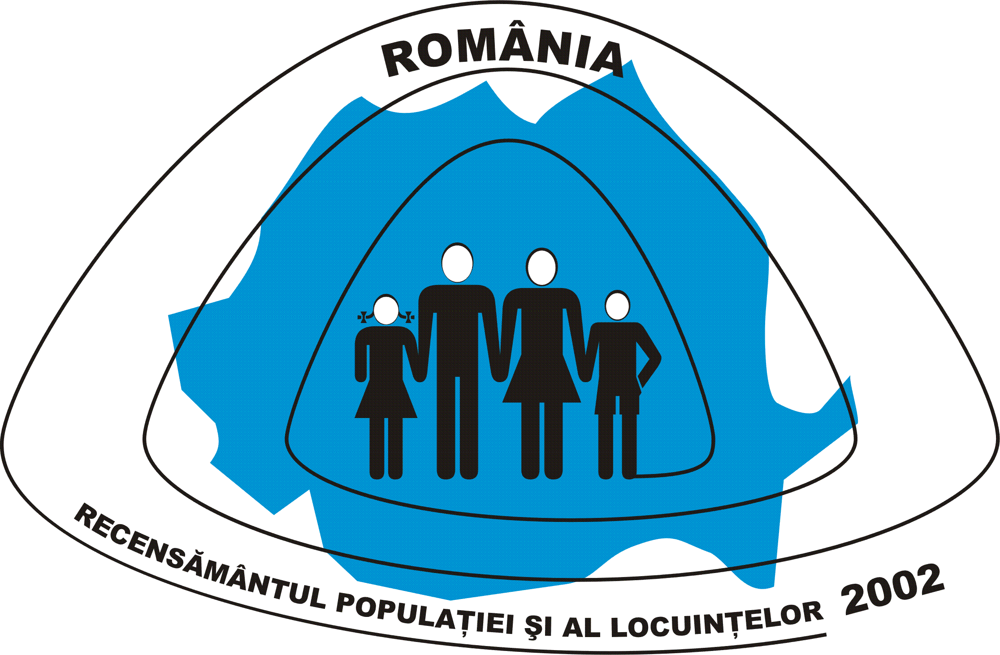 ROMÂNIA
RECENSĂMÂNTUL POPULAȚIEI ŞI AL LOCUINȚELOR 2002